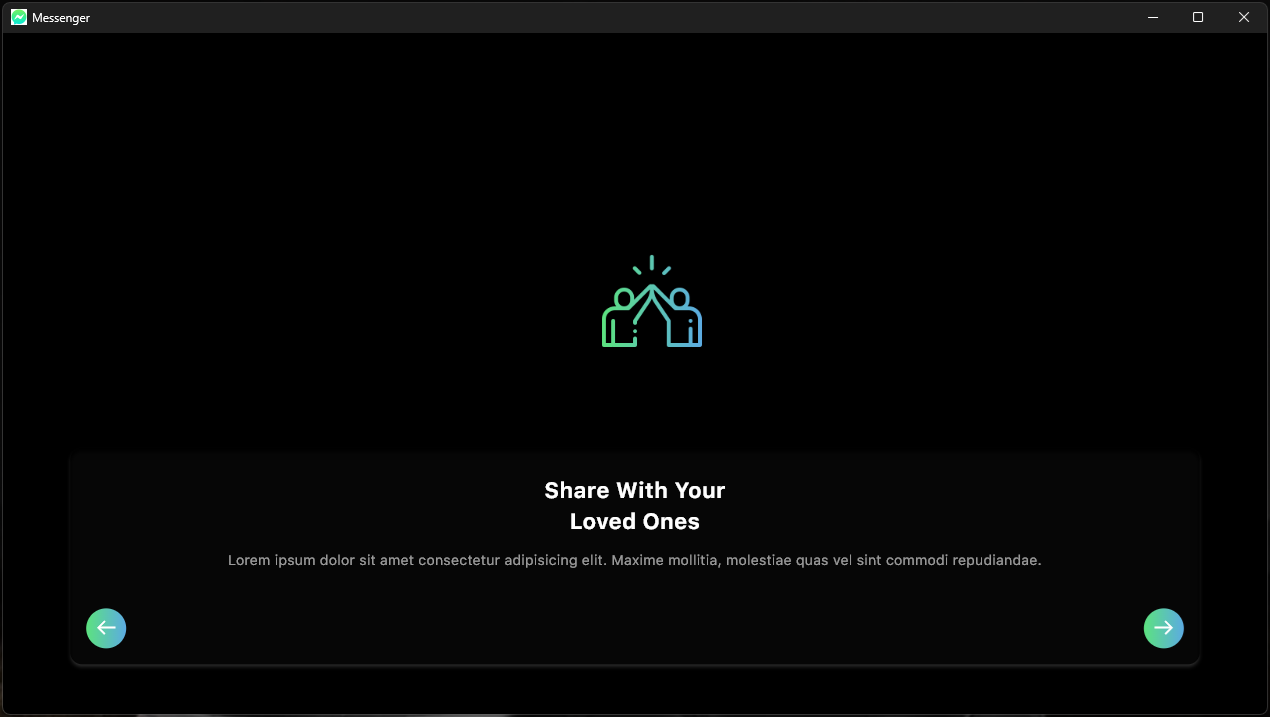 Messenger
Share With Your
Loved Ones
Lorem ipsum dolor sit amet consectetur adipisicing elit. Maxime mollitia, molestiae quas vel sint commodi repudiandae.